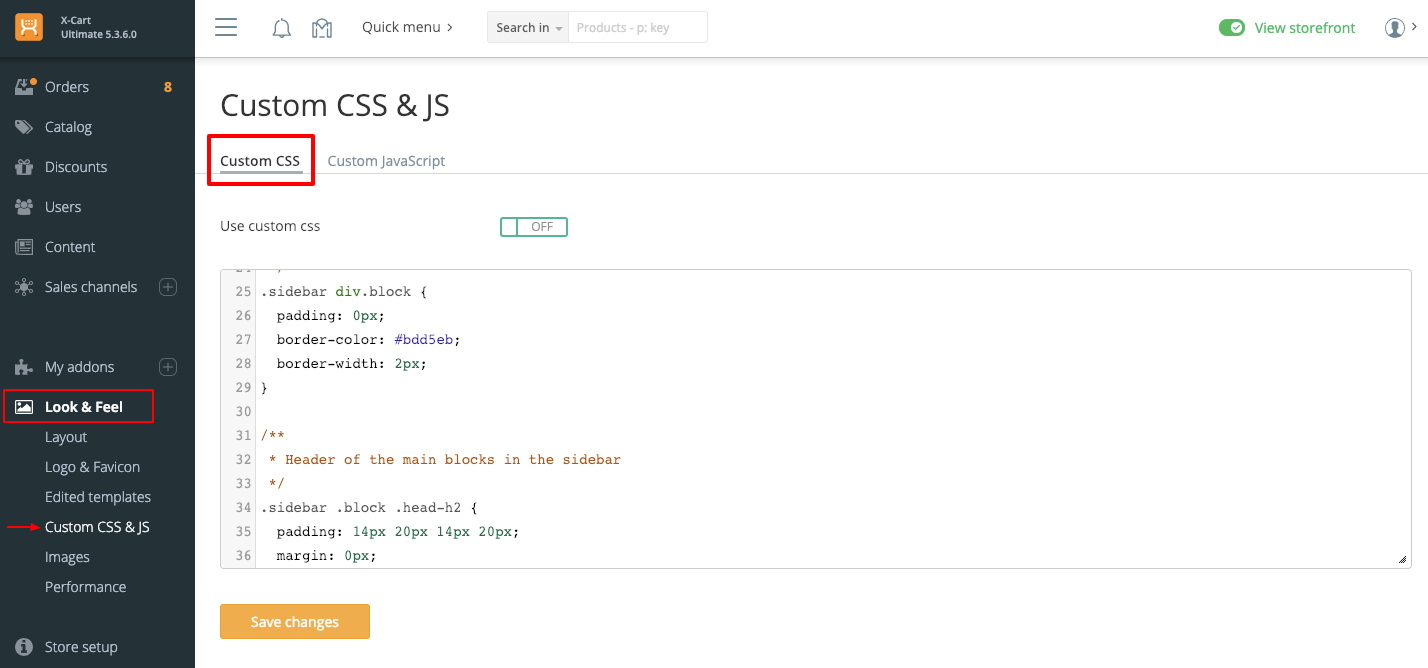 X-Cart
Ultimate 5.3.6.0
Quick menu
Search in
Products - p: key
View storefront
Orders 8
Catalog
Discounts
Users
Content
Sales channels
My addons
Look & Feel
Layout
Logo & Favicon
Edited templates
Custom CSS & JS
Images
Performance
Store setup
Custom CSS & JS
Custom CSS Custom JavaScript
Use custom css OFF
25 .sidebar div.block {
26 padding: 0px;
27 border-color: #bdd5eb;
28 border-width: 2px;
29 }
30
31 /**
32 * Header of the main blocks in the sidebar
33 */
34 .sidebar .block .head-h2 {
35 padding: 14px 20px 14px 20px;
36 margin: 0px;
Save changes